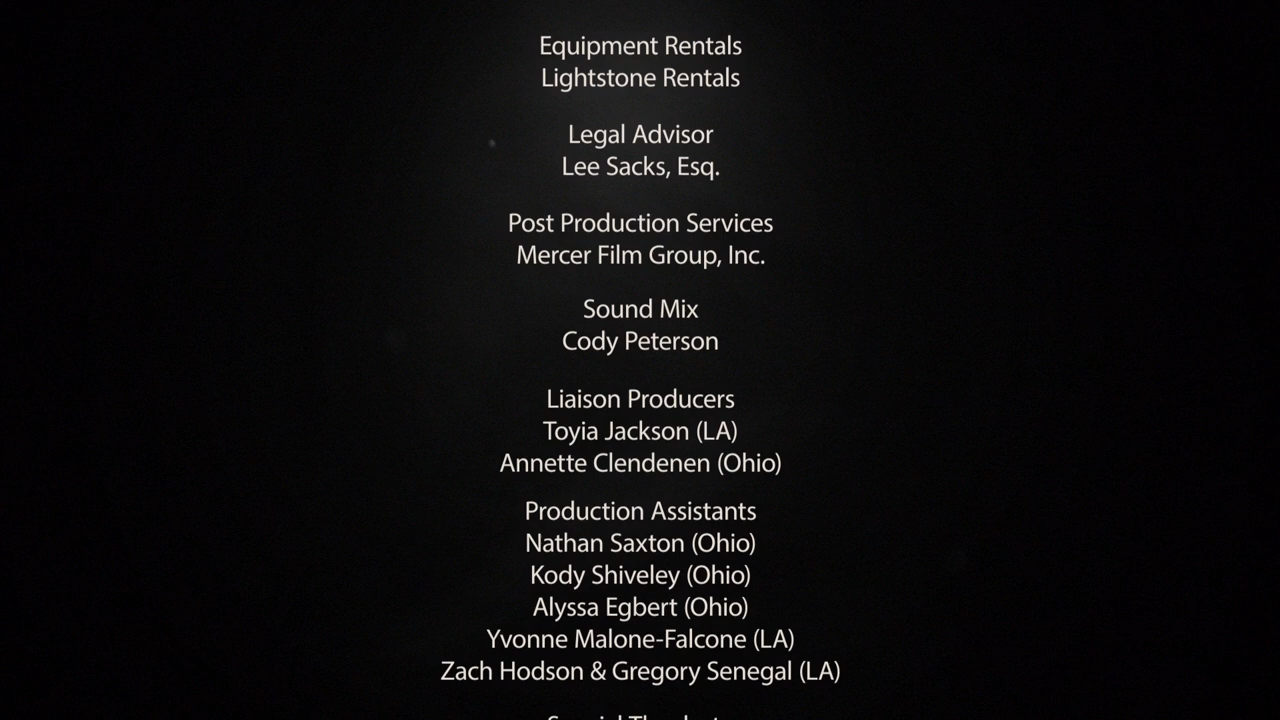 Equipment Rentals
Lightstone Rentals
Legal Advisor
Lee Sacks, Esq.
Post Production Services
Mercer Film Group, Inc.
Sound Mix
Cody Peterson
Liaison Producers
Toyia Jackson (LA)
Annette Clendenen (Ohio)
Production Assistants
Nathan Saxton (Ohio)
Kody Shiveley (Ohio)
Alyssa Egbert (Ohio)
Yvonne Malone-Falcone (LA)
Zach Hodson & Gregory Senegal (LA)